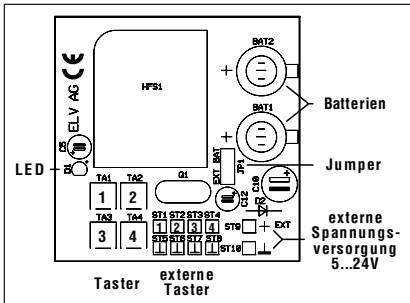 BAT2
HFS1
ELV AG CE
BAT1
Batterien
C5
D1
LED
EXT BAT
JP1
Jumper
TA1 TA2
Q1
C10
1 2
C12
D2
TA3 TA4
ST1 ST2 ST3 ST4
1 2 3 4
ST9 + EXT
3 4
ST5 ST6 ST7 ST8
ST10
externe
Spannungs-
versorgung
5...24V
Taster
externe
Taster